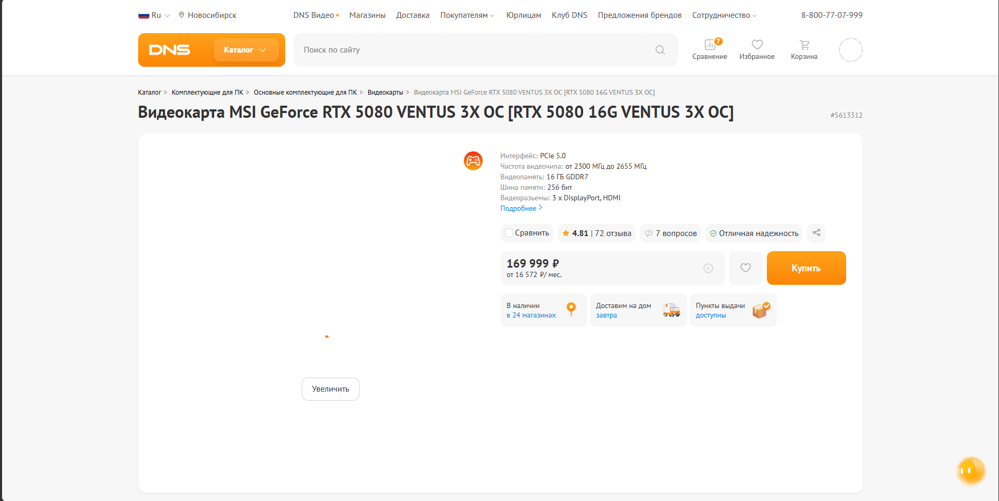 Ru Новосибирск DNS Видео Магазины Доставка Покупателям Юрлицам Клуб DNS Предложения брендов Сотрудничество 8-800-77-07-999
DNS Каталог Поиск по сайту 7 Сравнение Избранное Корзина
Каталог > Комплектующие для ПК > Основные комплектующие для ПК > Видеокарты > Видеокарта MSI GeForce RTX 5080 VENTUS 3X OC [RTX 5080 16G VENTUS 3X OC]
Видеокарта MSI GeForce RTX 5080 VENTUS 3X OC [RTX 5080 16G VENTUS 3X OC] #5613312
Интерфейс: PCIe 5.0
Частота видеочипа: от 2300 МГц до 2655 МГц
Видеопамять: 16 ГБ GDDR7
Шина памяти: 256 бит
Видеоразъемы: 3 x DisplayPort, HDMI
Подробнее
Сравнить 4.81 | 72 отзыва 7 вопросов Отличная надежность
169 999 ₽
от 16 572 ₽/ мес.
Купить
В наличии
в 24 магазинах
Доставим на дом
завтра
Пункты выдачи
доступны
Увеличить